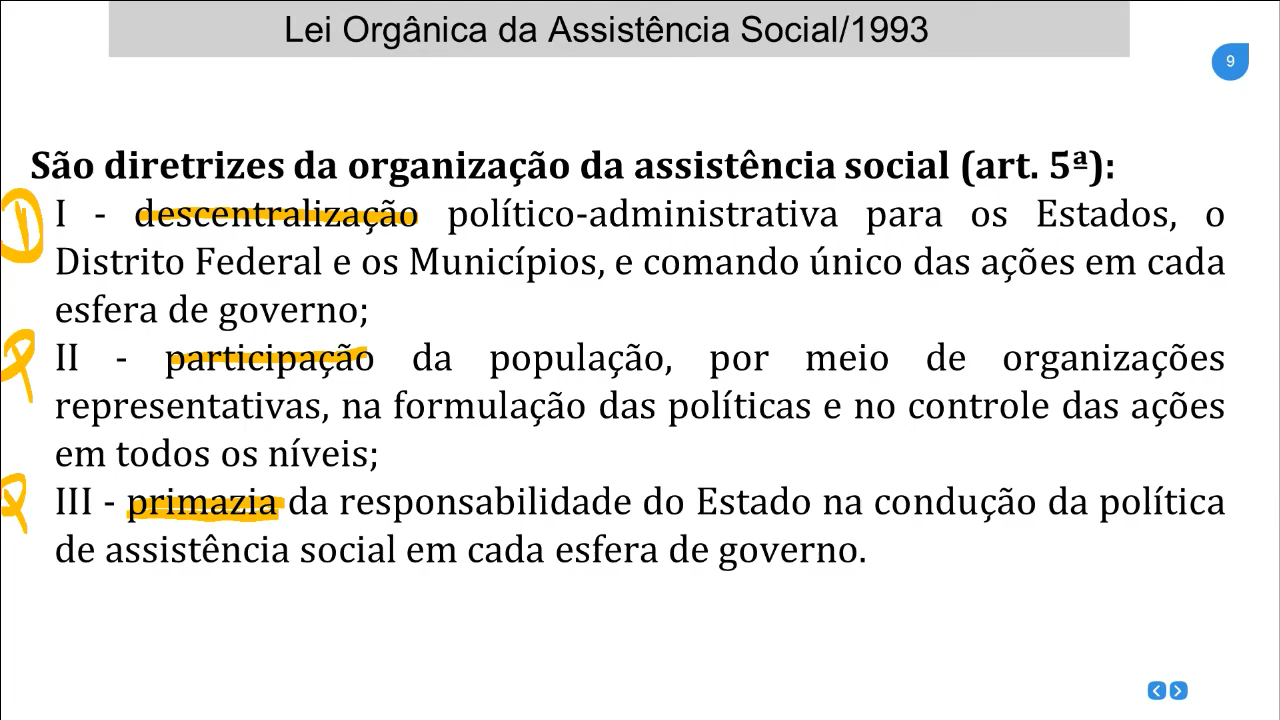 Lei Orgânica da Assistência Social/1993
9
São diretrizes da organização da assistência social (art. 5ª):
I - descentralização político-administrativa para os Estados, o
Distrito Federal e os Municípios, e comando único das ações em cada
esfera de governo;
II - participação da população, por meio de organizações
representativas, na formulação das políticas e no controle das ações
em todos os níveis;
III - primazia da responsabilidade do Estado na condução da política
de assistência social em cada esfera de governo.